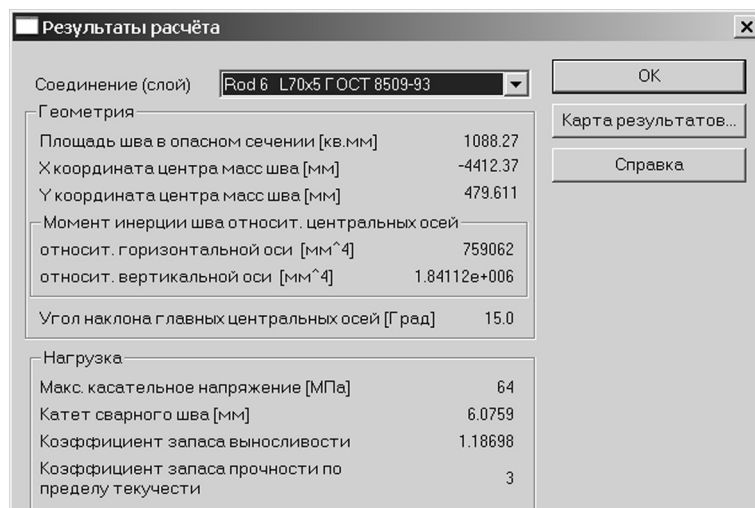 Результаты расчёта
Соединение (слой) Rod 6 L70x5 ГОСТ 8509-93
OK
Геометрия
Карта результатов...
Площадь шва в опасном сечении [кв.мм] 1088.27
X координата центра масс шва [мм] -4412.37
Справка
Y координата центра масс шва [мм] 479.611
Момент инерции шва относит. центральных осей
относит. горизонтальной оси [мм^4] 759062
относит. вертикальной оси [мм^4] 1.84112e+006
Угол наклона главных центральных осей [Град] 15.0
Нагрузка
Макс. касательное напряжение [МПа] 64
Катет сварного шва [мм] 6.0759
Коэффициент запаса выносливости 1.18698
Коэффициент запаса прочности по
пределу текучести 3